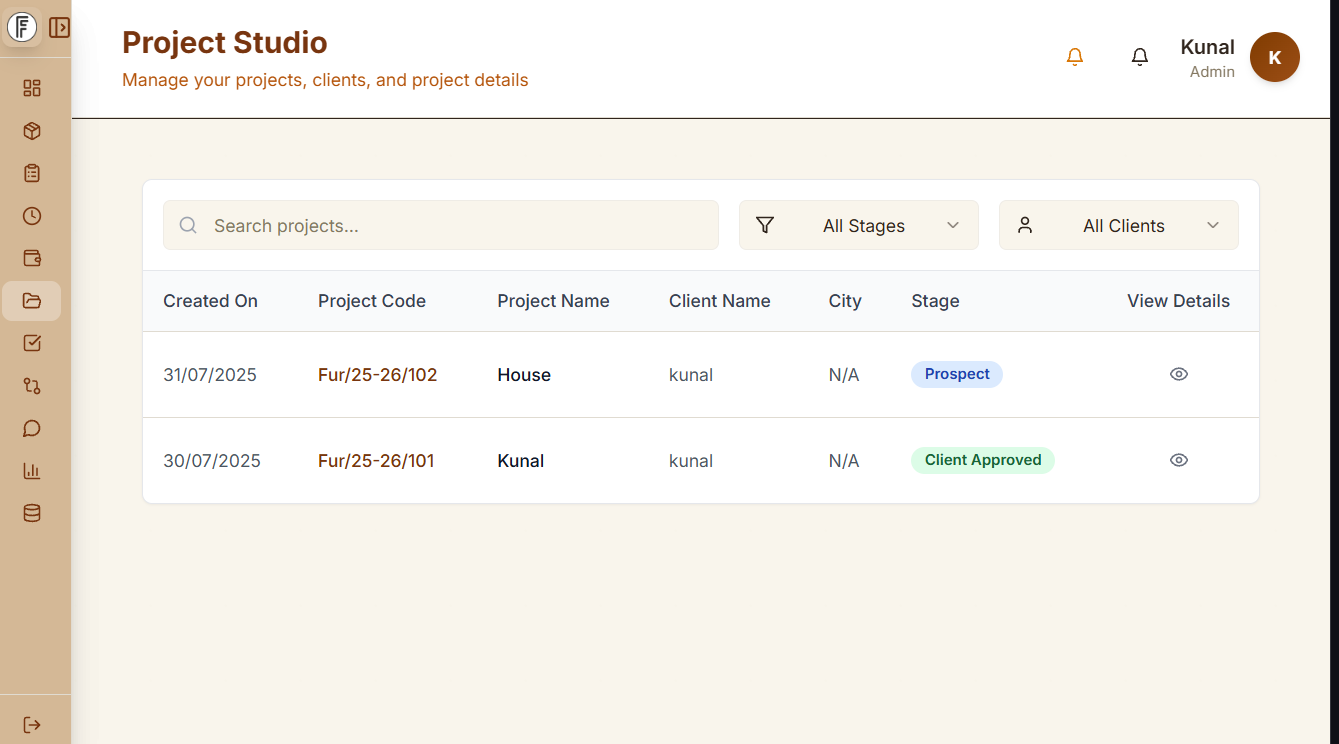 Project Studio
Manage your projects, clients, and project details
Kunal
Admin
K
Search projects...
All Stages
All Clients
Created On Project Code Project Name Client Name City Stage View Details
31/07/2025 Fur/25-26/102 House kunal N/A Prospect
30/07/2025 Fur/25-26/101 Kunal kunal N/A Client Approved